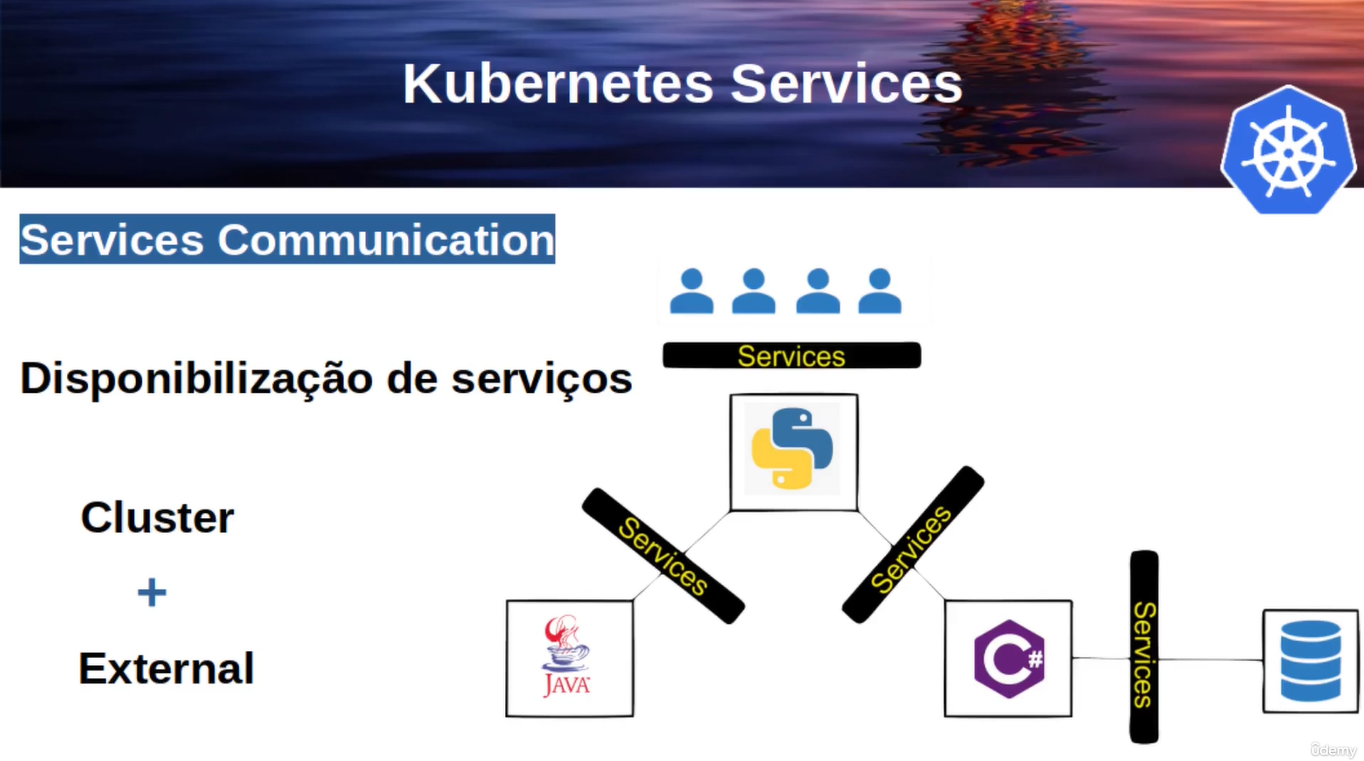 Kubernetes Services
Services Communication
Services
Disponibilização de serviços
Cluster
Services
Services
+
Services
External
JAVA
C#
ûdemy